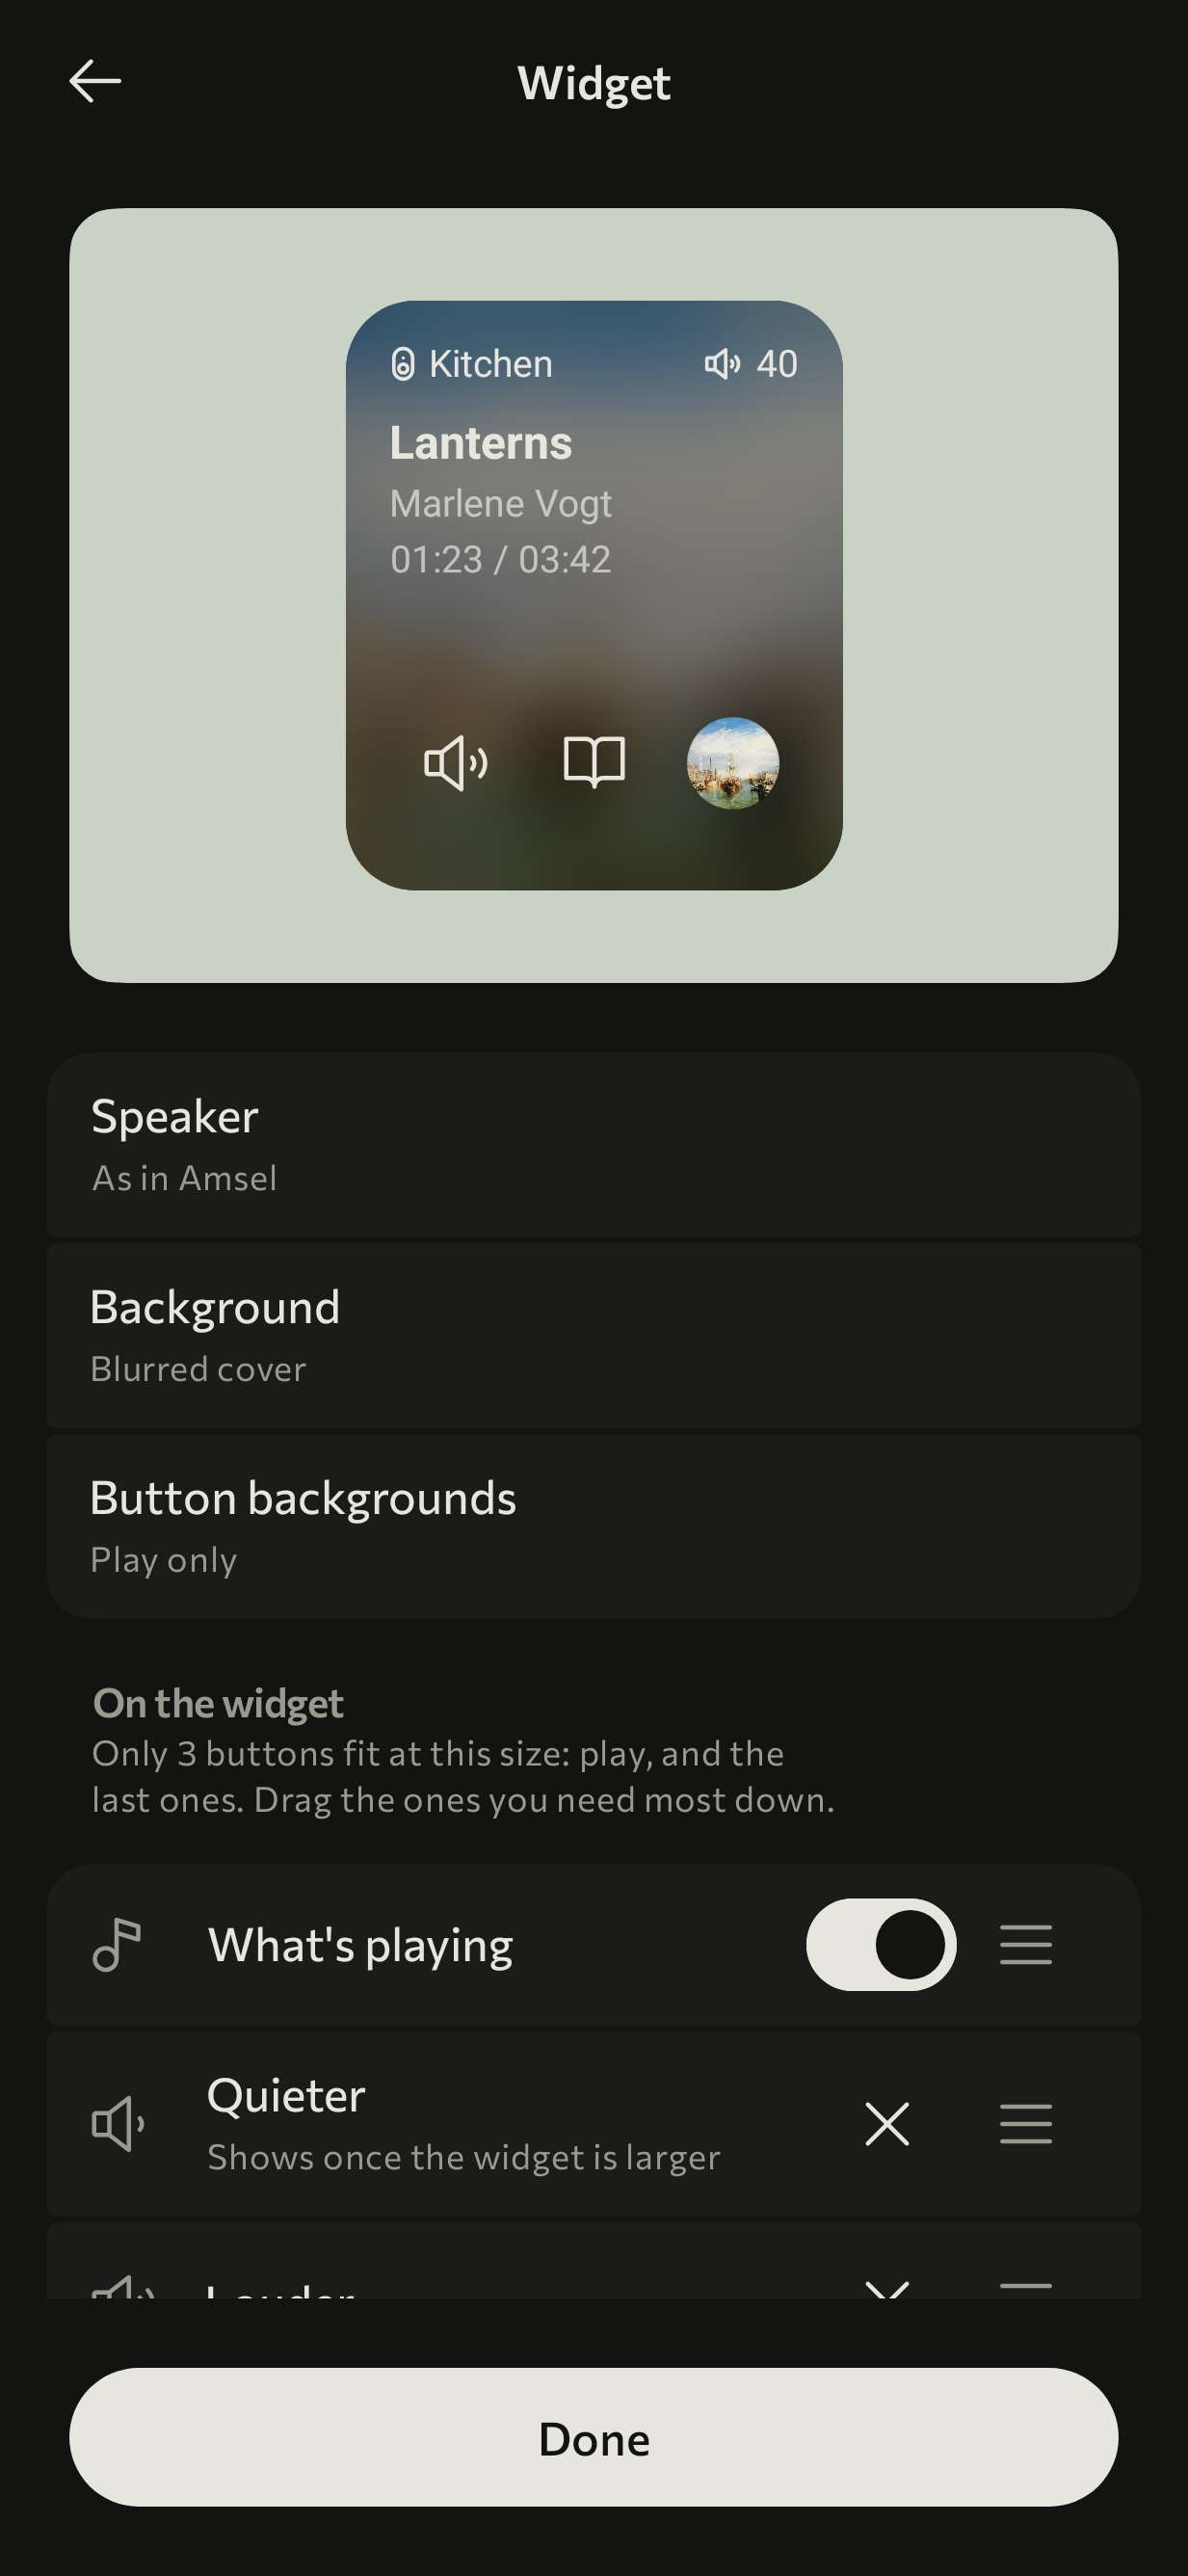 Widget
Kitchen 40
Lanterns
Marlene Vogt
01:23 / 03:42
Speaker
As in Amsel
Background
Blurred cover
Button backgrounds
Play only
On the widget
Only 3 buttons fit at this size: play, and the
last ones. Drag the ones you need most down.
What's playing
Quieter
Shows once the widget is larger
Louder
Done